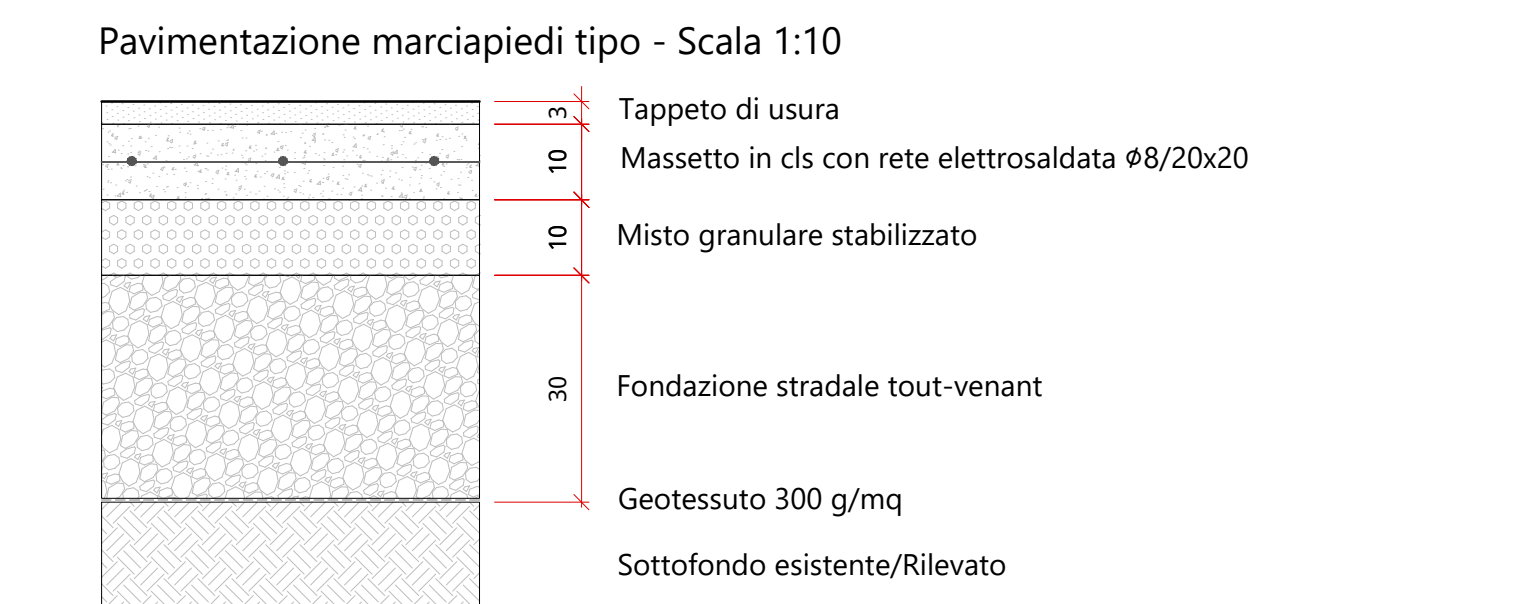 Pavimentazione marciapiedi tipo - Scala 1:10
3 Tappeto di usura
10 Massetto in cls con rete elettrosaldata ϕ8/20x20
10 Misto granulare stabilizzato
30 Fondazione stradale tout-venant
Geotessuto 300 g/mq
Sottofondo esistente/Rilevato